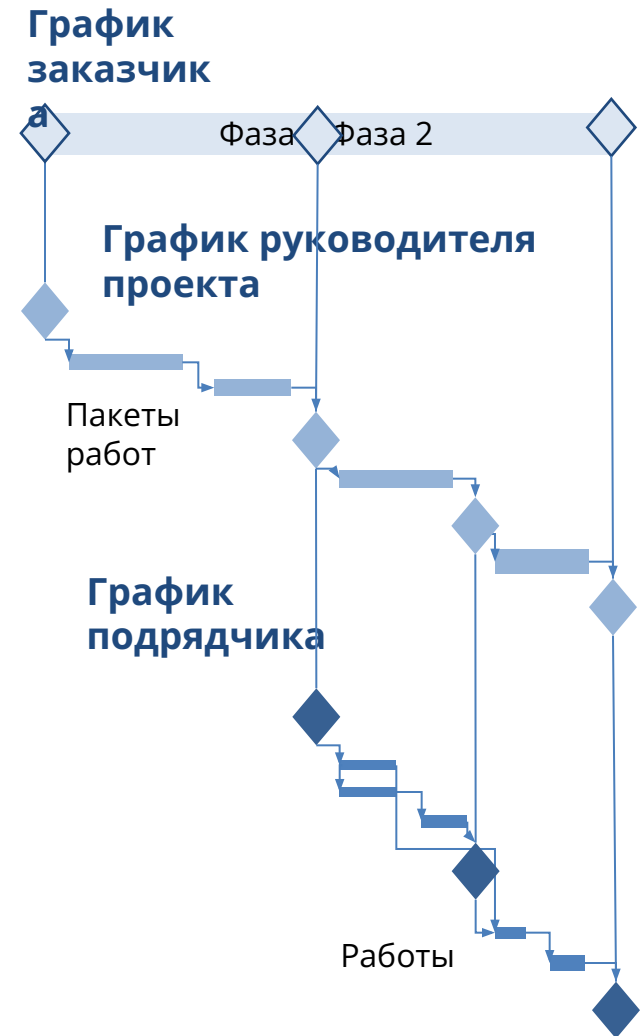 График
заказчик
а
Фаза Фаза 2
График руководителя
проекта
Пакеты
работ
График
подрядчика
Работы